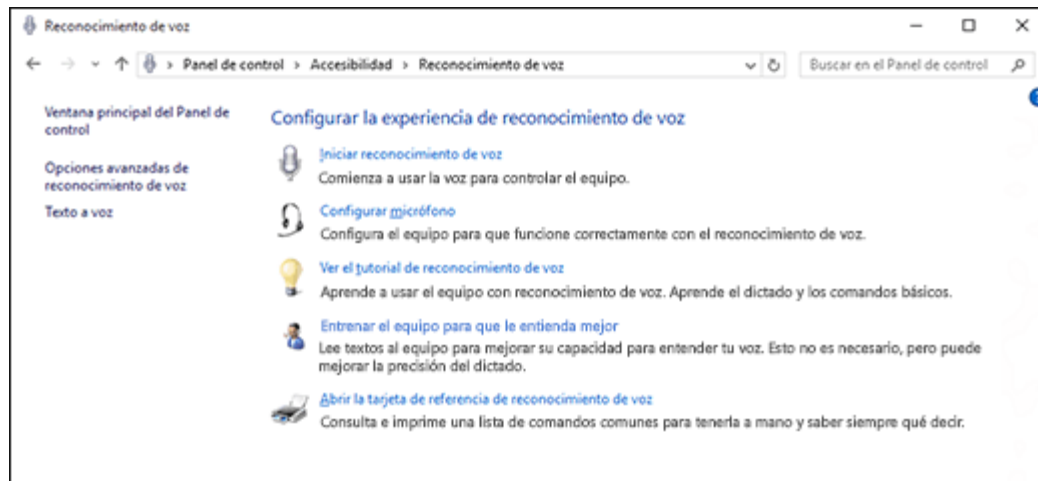 Reconocimiento de voz
Panel de control > Accesibilidad > Reconocimiento de voz
Buscar en el Panel de control
Ventana principal del Panel de
control
Opciones avanzadas de
reconocimiento de voz
Texto a voz
Configurar la experiencia de reconocimiento de voz
Iniciar reconocimiento de voz
Comienza a usar la voz para controlar el equipo.
Configurar micrófono
Configura el equipo para que funcione correctamente con el reconocimiento de voz.
Ver el tutorial de reconocimiento de voz
Aprende a usar el equipo con reconocimiento de voz. Aprende el dictado y los comandos básicos.
Entrenar el equipo para que le entienda mejor
Lee textos al equipo para mejorar su capacidad para entender tu voz. Esto no es necesario, pero puede
mejorar la precisión del dictado.
Abrir la tarjeta de referencia de reconocimiento de voz
Consulta e imprime una lista de comandos comunes para tenerla a mano y saber siempre qué decir.